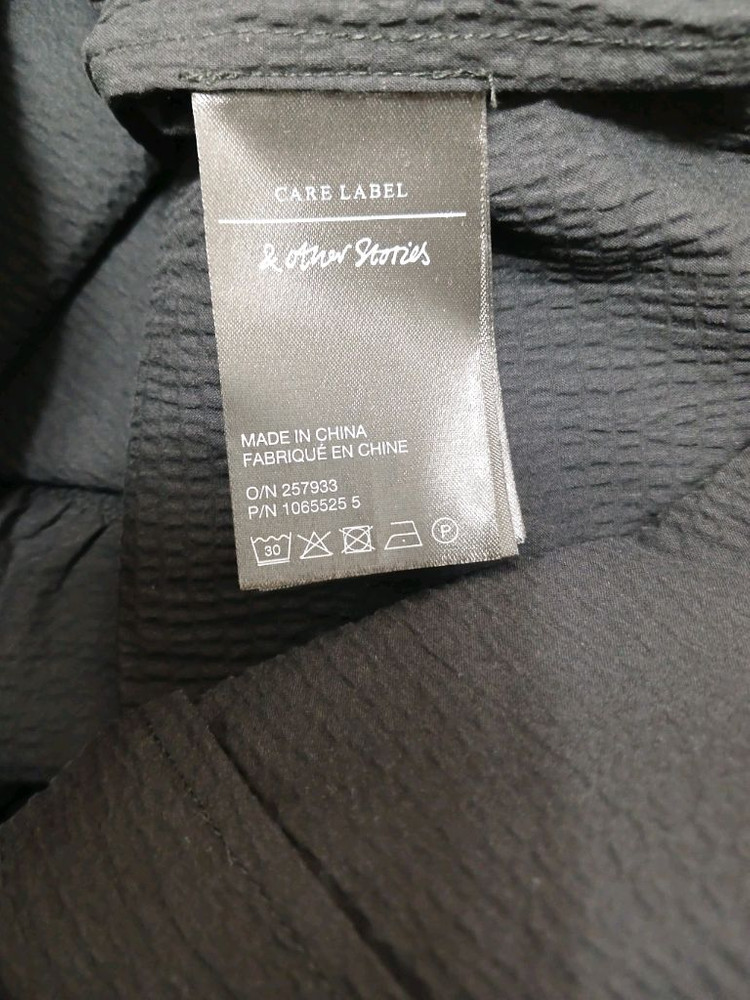 CARE LABEL
& other Stories
MADE IN CHINA
FABRIQUÉ EN CHINE
O/N 257933
P/N 1065525 5
30 P